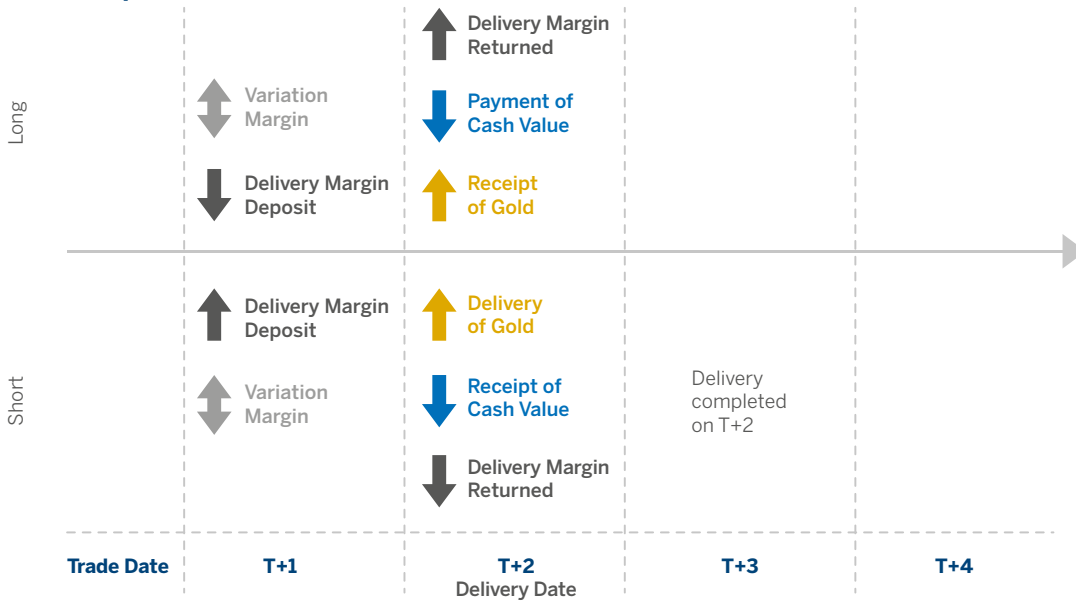 Long
Delivery Margin
Returned
Variation
Margin
Payment of
Cash Value
Delivery Margin
Deposit
Receipt
of Gold
Short
Delivery Margin
Deposit
Delivery
of Gold
Variation
Margin
Receipt of
Cash Value
Delivery
completed
on T+2
Delivery Margin
Returned
Trade Date
T+1
T+2
Delivery Date
T+3
T+4